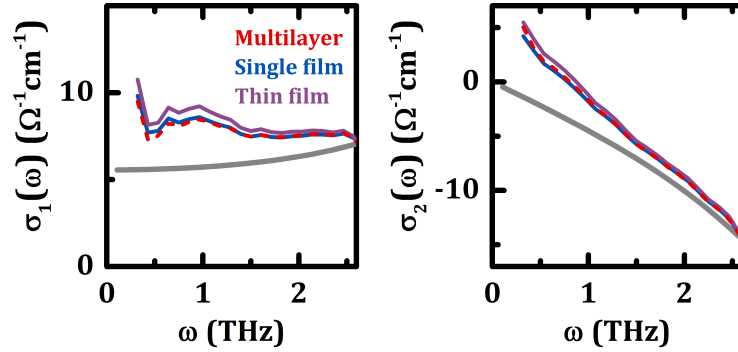 σ₁(ω) (Ω⁻¹cm⁻¹)
10
0
Multilayer
Single film
Thin film
0
1
2
ω (THz)
σ₂(ω) (Ω⁻¹cm⁻¹)
0
-10
0
1
2
ω (THz)